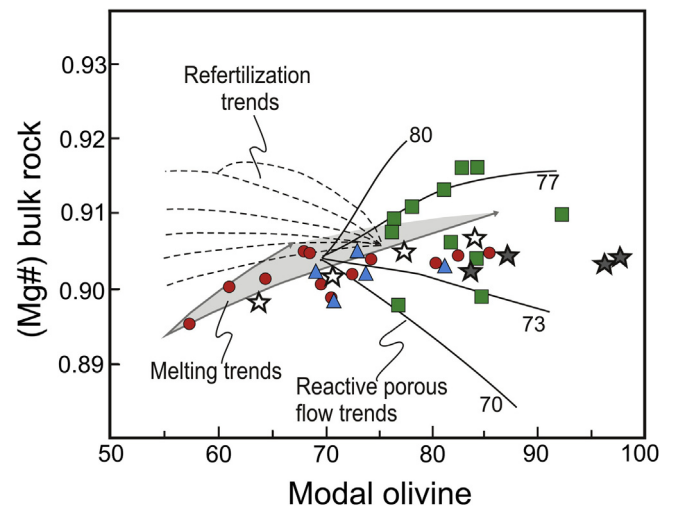 0.93
0.92
0.91
0.90
0.89
(Mg#) bulk rock
Refertilization
trends
80
77
73
70
Melting trends
Reactive porous
flow trends
50
60
70
80
90
100
Modal olivine